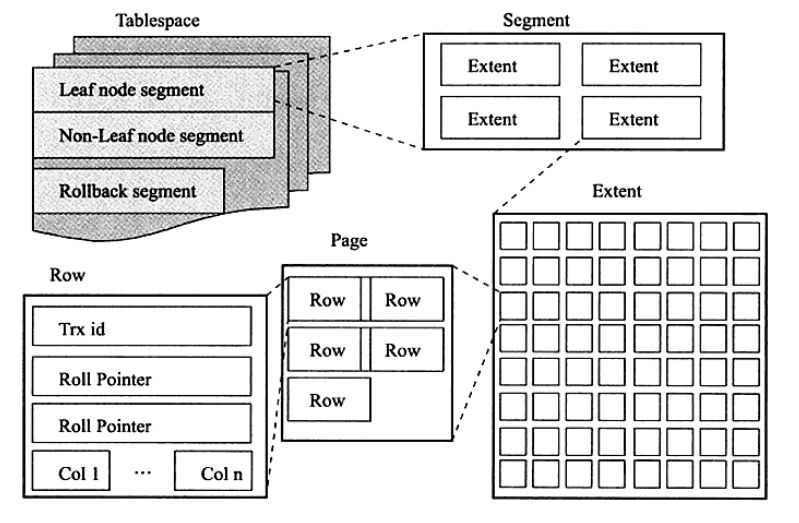 Tablespace
Leaf node segment
Non-Leaf node segment
Rollback segment
Segment
Extent Extent
Extent Extent
Extent
Page
Row Row
Row Row
Row
Row
Trx id
Roll Pointer
Roll Pointer
Col 1 ... Col n